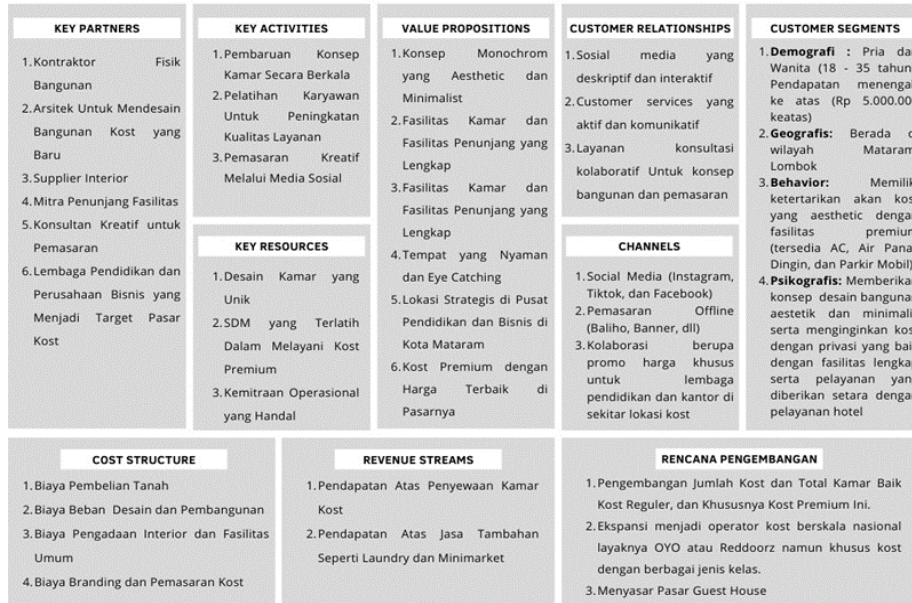 KEY PARTNERS
1.Kontraktor Fisik
Bangunan
2.Arsitek Untuk Mendesain
Bangunan Kost yang
Baru
3.Supplier Interior
4.Mitra Penunjang Fasilitas
5.Konsultan Kreatif untuk
Pemasaran
6.Lembaga Pendidikan dan
Perusahaan Bisnis yang
Menjadi Target Pasar
Kost
KEY ACTIVITIES
1.Pembaruan Konsep
Kamar Secara Berkala
2.Pelatihan Karyawan
Untuk Peningkatan
Kualitas Layanan
3.Pemasaran Kreatif
Melalui Media Sosial
KEY RESOURCES
1.Desain Kamar yang
Unik
2.SDM yang Terlatih
Dalam Melayani Kost
Premium
3.Kemitraan Operasional
yang Handal
VALUE PROPOSITIONS
1.Konsep Monochrom
yang Aesthetic dan
Minimalist
2.Fasilitas Kamar dan
Fasilitas Penunjang yang
Lengkap
3.Fasilitas Kamar dan
Fasilitas Penunjang yang
Lengkap
4.Tempat yang Nyaman
dan Eye Catching
5.Lokasi Strategis di Pusat
Pendidikan dan Bisnis di
Kota Mataram
6.Kost Premium dengan
Harga Terbaik di
Pasarnya
CUSTOMER RELATIONSHIPS
1.Sosial media yang
deskriptif dan interaktif
2.Customer services yang
aktif dan komunikatif
3.Layanan konsultasi
kolaboratif Untuk konsep
bangunan dan pemasaran
CHANNELS
1.Social Media (Instagram,
Tiktok, dan Facebook)
2.Pemasaran Offline
(Baliho, Banner, dll)
3.Kolaborasi berupa
promo harga khusus
untuk lembaga
pendidikan dan kantor di
sekitar lokasi kost
CUSTOMER SEGMENTS
1.Demografi : Pria da
Wanita (18 - 35 tahun
Pendapatan menenga
ke atas (Rp 5.000.00
keatas)
2.Geografis: Berada d
wilayah Mataram
Lombok
3.Behavior: Memilik
ketertarikan akan kos
yang aesthetic denga
fasilitas premium
(tersedia AC, Air Pana
Dingin, dan Parkir Mobil)
4.Psikografis: Memberika
konsep desain banguna
aestetik dan minimali
serta menginginkan kos
dengan privasi yang bai
dengan fasilitas lengka
serta pelayanan yan
diberikan setara denga
pelayanan hotel
COST STRUCTURE
1.Biaya Pembelian Tanah
2.Biaya Beban Desain dan Pembangunan
3.Biaya Pengadaan Interior dan Fasilitas
Umum
4.Biaya Branding dan Pemasaran Kost
REVENUE STREAMS
1.Pendapatan Atas Penyewaan Kamar
Kost
2.Pendapatan Atas Jasa Tambahan
Seperti Laundry dan Minimarket
RENCANA PENGEMBANGAN
1.Pengembangan Jumlah Kost dan Total Kamar Baik
Kost Reguler, dan Khususnya Kost Premium Ini.
2.Ekspansi menjadi operator kost berskala nasional
layaknya OYO atau Reddoorz namun khusus kost
dengan berbagai jenis kelas.
3.Menyasar Pasar Guest House